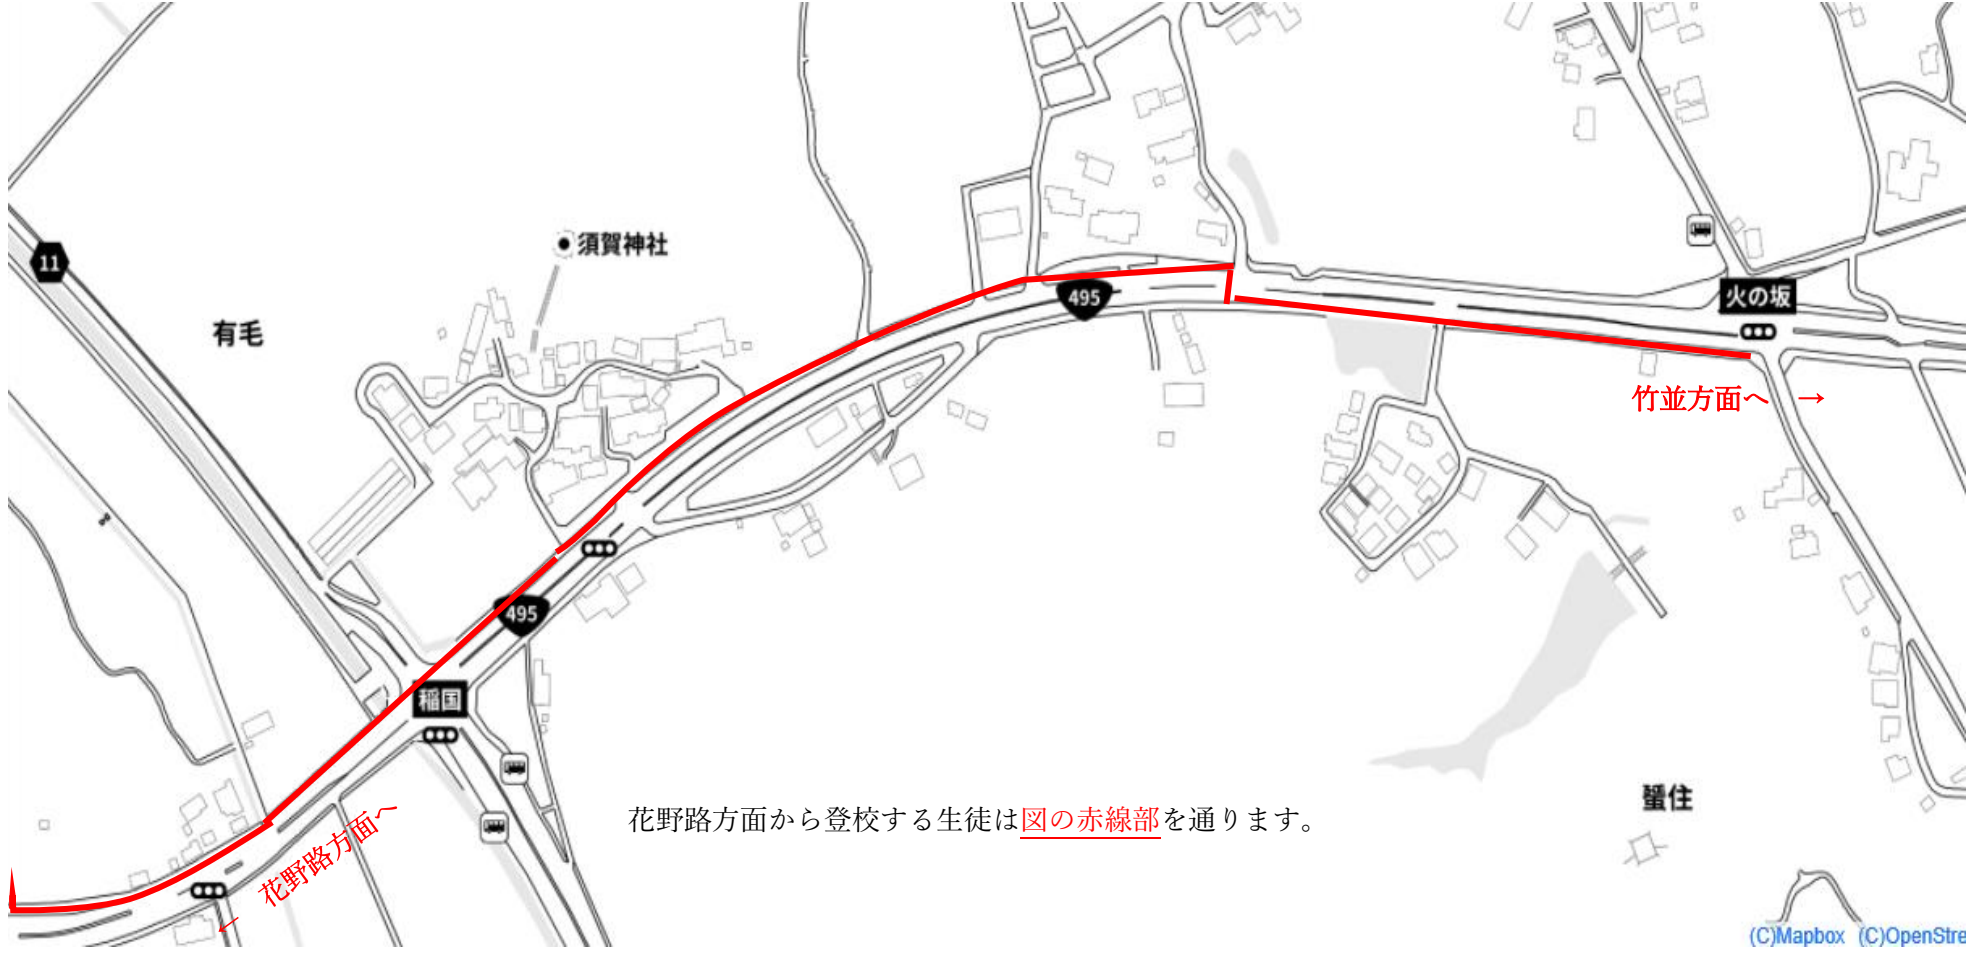 11
須賀神社
有毛
495
火の坂
竹並方面へ →
495
稲国
← 花野路方面へ
花野路方面から登校する生徒は図の赤線部を通ります。
蜑住
(C)Mapbox (C)OpenStre